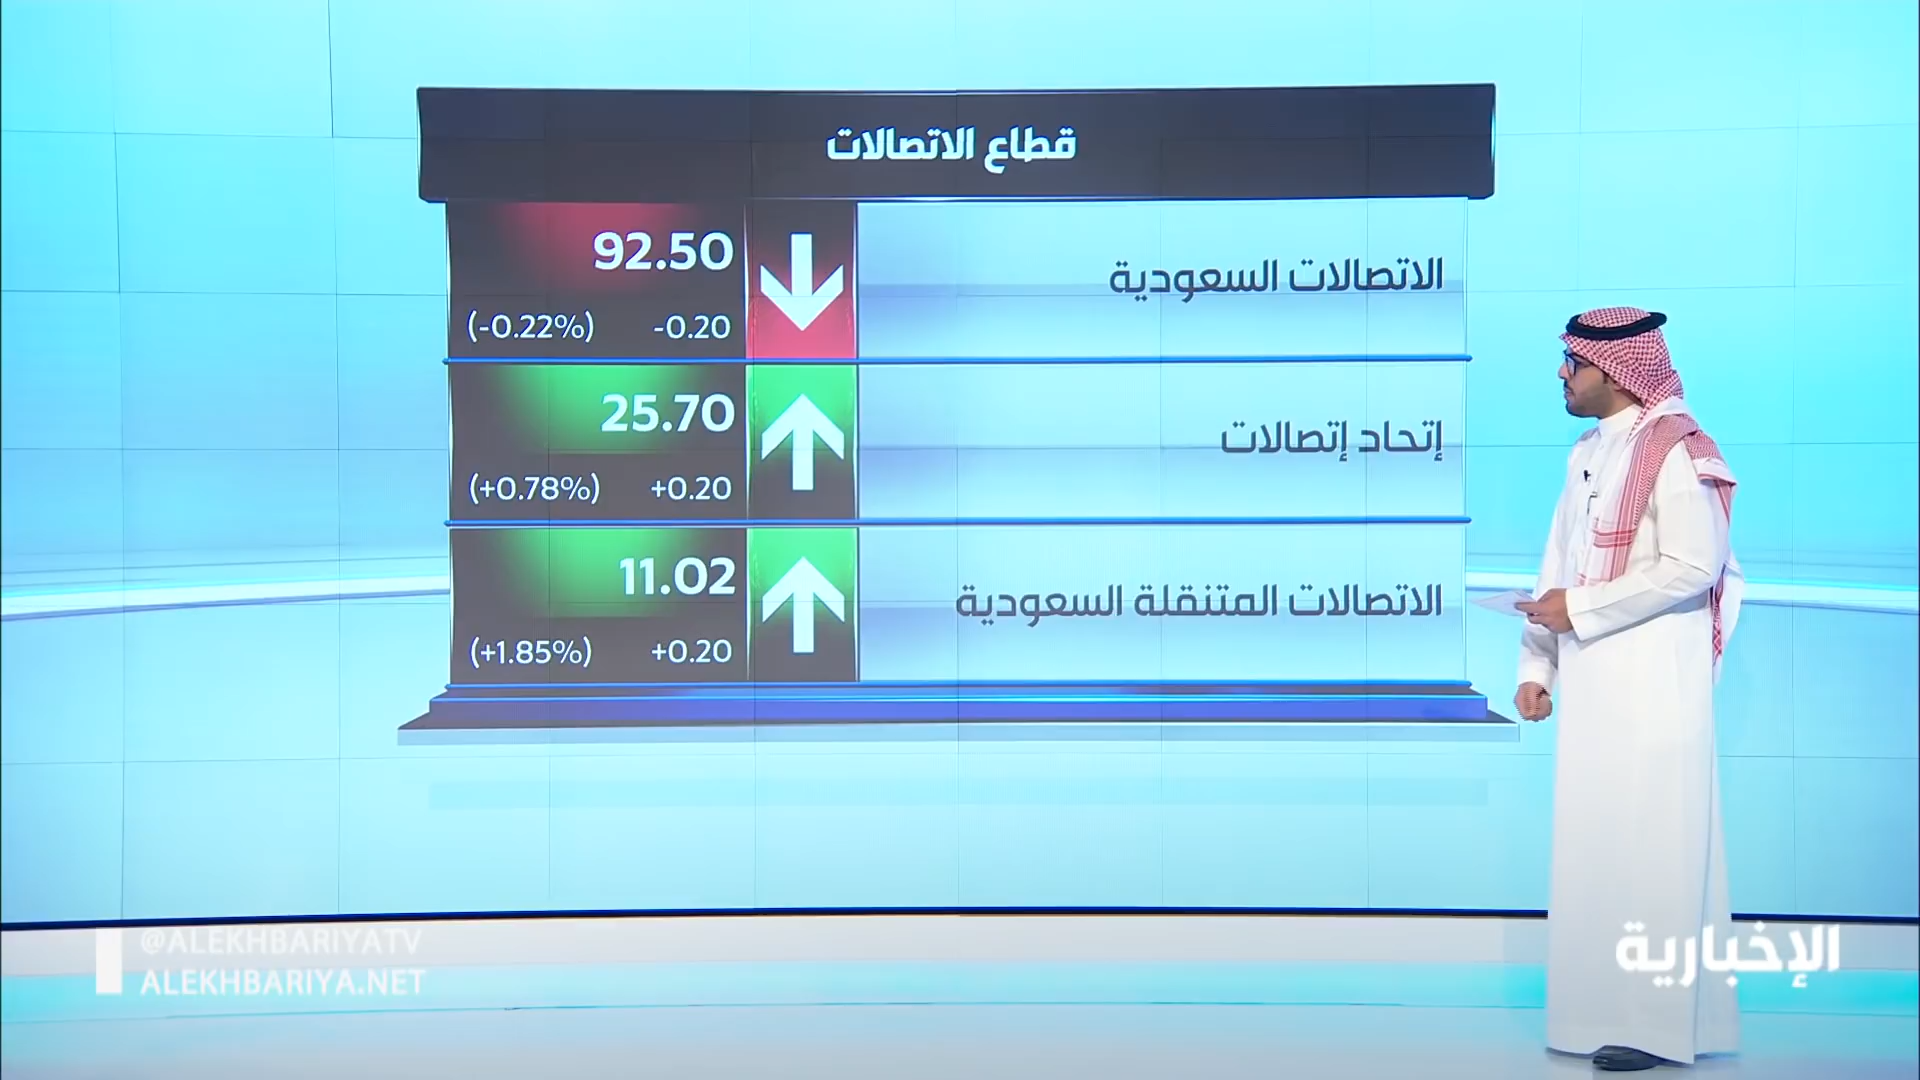 قطاع الاتصالات
الاتصالات السعودية
92.50
-0.20 (-0.22%)
إتحاد إتصالات
25.70
+0.20 (+0.78%)
الاتصالات المتنقلة السعودية
11.02
+0.20 (+1.85%)
@ALEKHBARIYATV
ALEKHBARIYA.NET
الإخبارية